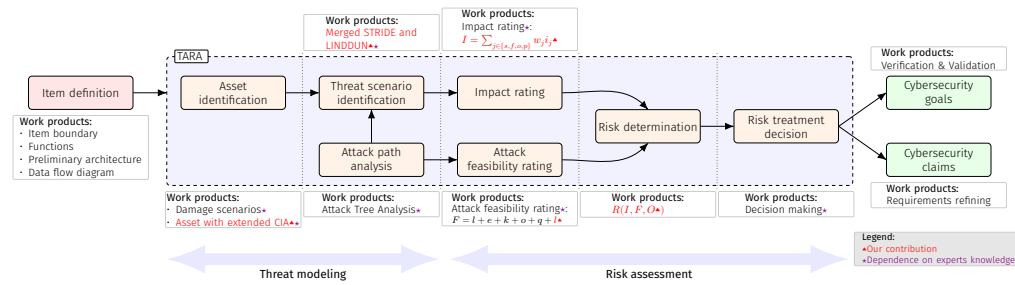 Work products:
Merged STRIDE and
LINDDUN▲★
Work products:
Impact rating★:
I = ∑_{j∈{s,f,o,p}} w_j i_j▲
TARA
Work products:
Verification & Validation
Item definition
Asset
identification
Threat scenario
identification
Impact rating
Cybersecurity
goals
Risk determination
Risk treatment
decision
Work products:
· Item boundary
· Functions
· Preliminary architecture
· Data flow diagram
Attack path
analysis
Attack
feasibility rating
Cybersecurity
claims
Work products:
· Damage scenarios★
· Asset with extended CIA▲★
Work products:
Attack Tree Analysis★
Work products:
Attack feasibility rating★:
F = l + e + k + o + q + l▲
Work products:
R(I, F, O▲)
Work products:
Decision making★
Work products:
Requirements refining
Legend:
▲Our contribution
★Dependence on experts knowledge
Threat modeling
Risk assessment